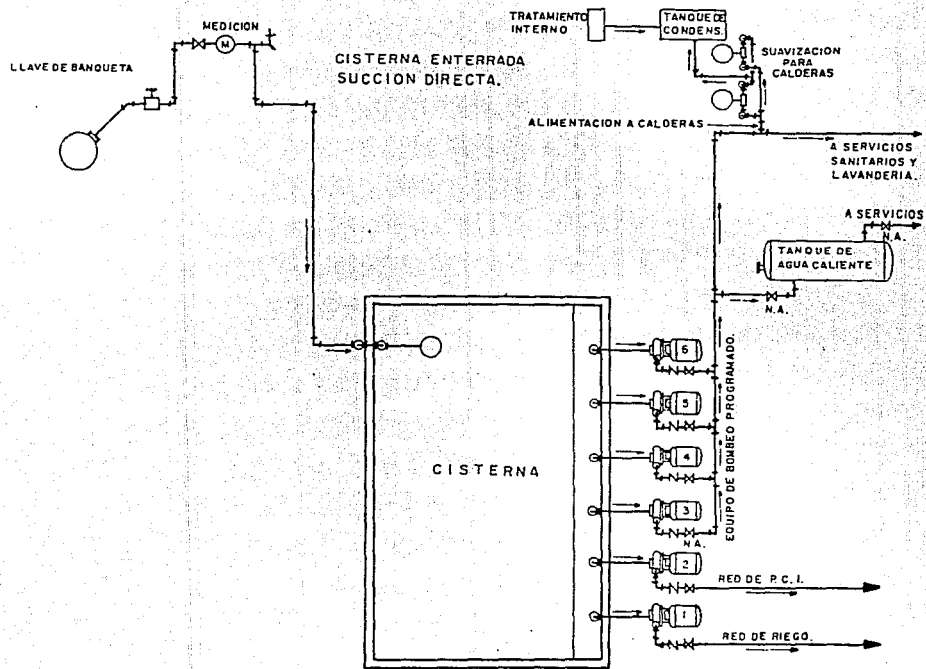 MEDICION
M
LLAVE DE BANQUETA
CISTERNA ENTERRADA
SUCCION DIRECTA.
TRATAMIENTO
INTERNO
TANQUE DE
CONDENS.
SUAVIZACION
PARA
CALDERAS
ALIMENTACION A CALDERAS
A SERVICIOS
SANITARIOS Y
LAVANDERIA.
A SERVICIOS
N.A.
TANQUE DE
AGUA CALIENTE
N.A.
EQUIPO DE BOMBEO PROGRAMADO.
CISTERNA
6
5
4
3
N.A.
2
RED DE P.C.I.
1
RED DE RIEGO.